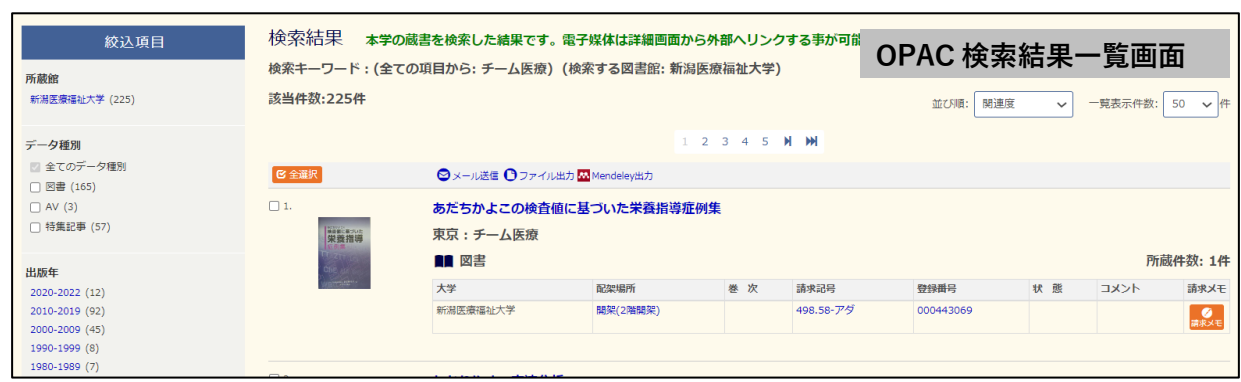 絞込項目
所蔵館
新潟医療福祉大学 (225)
データ種別
全てのデータ種別
図書 (165)
AV (3)
特集記事 (57)
出版年
2020-2022 (12)
2010-2019 (92)
2000-2009 (45)
1990-1999 (8)
1980-1989 (7)
検索結果 本学の蔵書を検索した結果です。電子媒体は詳細画面から外部へリンクする事が可能
OPAC 検索結果一覧画面
検索キーワード：(全ての項目から: チーム医療) (検索する図書館: 新潟医療福祉大学)
該当件数:225件
並び順: 関連度 一覧表示件数: 50 件
1 2 3 4 5
全選択 メール送信 ファイル出力 Mendeley出力
1. あだちかよこの検査値に基づいた栄養指導症例集
栄養指導
東京：チーム医療
図書 所蔵件数: 1件
大学 配架場所 巻 次 請求記号 登録番号 状 態 コメント 請求メモ
新潟医療福祉大学 開架(2階開架) 498.58-アダ 000443069 請求メモ